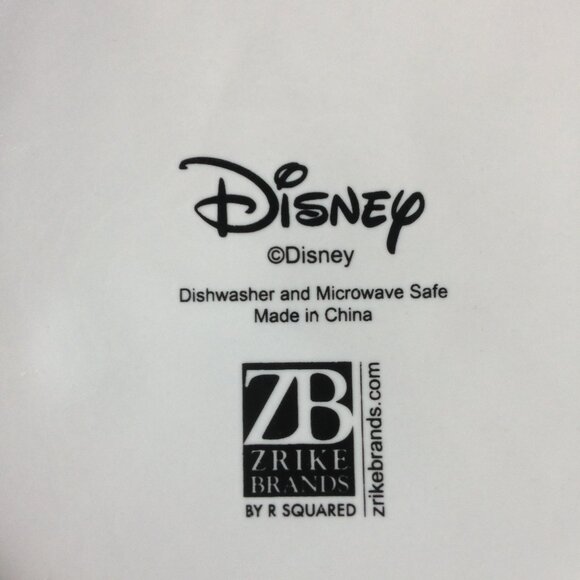 Disney
©Disney
Dishwasher and Microwave Safe
Made in China
ZB
ZRIKE
BRANDS
BY R SQUARED
zrikebrands.com